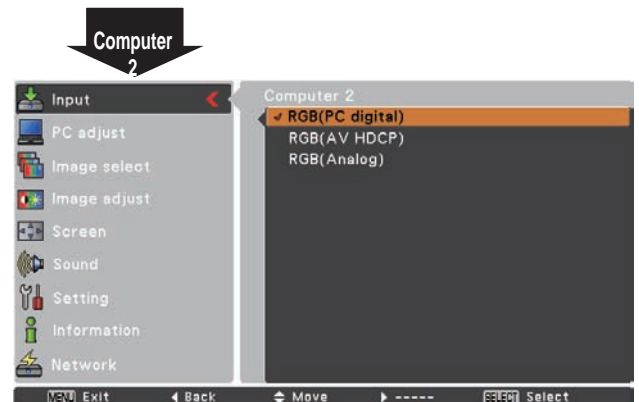 Computer
2
Input
PC adjust
Image select
Image adjust
Screen
Sound
Setting
Information
Network
Computer 2
✓ RGB(PC digital)
RGB(AV HDCP)
RGB(Analog)
MENU Exit ◀ Back ◆ Move ▶ ----- SELECT Select